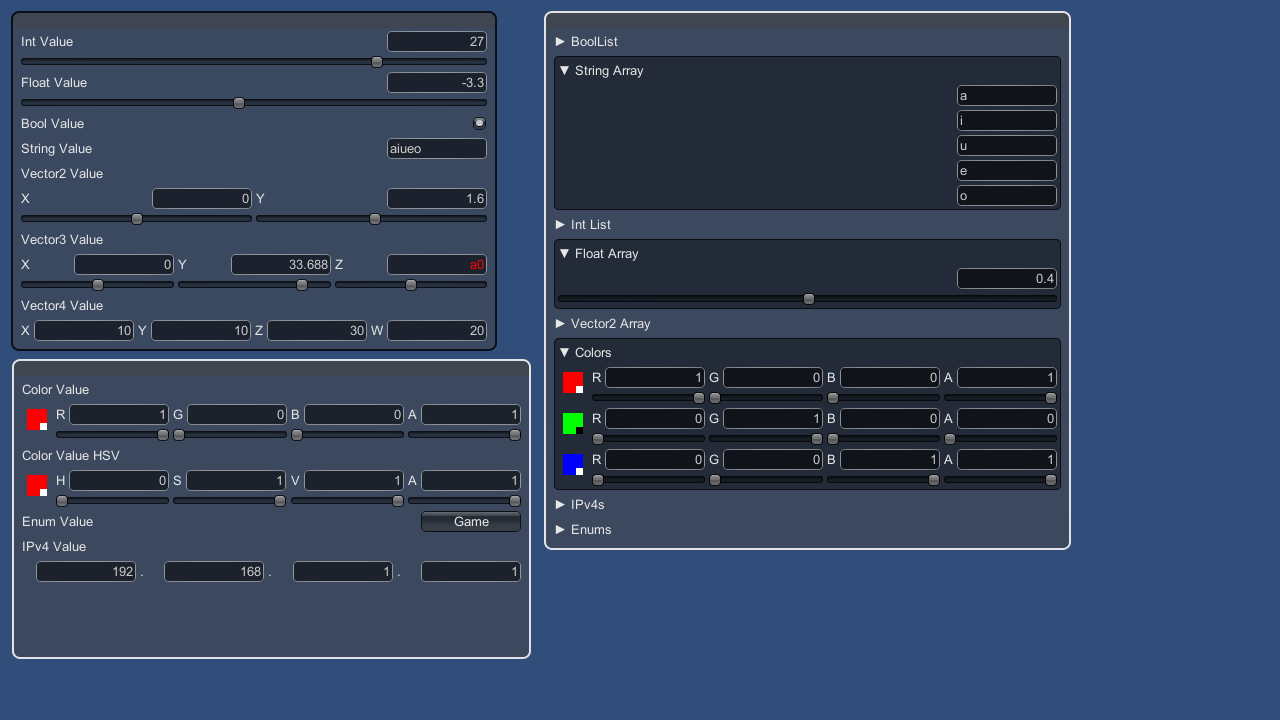 Int Value 27
Float Value -3.3
Bool Value
String Value aiueo
Vector2 Value
X 0 Y 1.6
Vector3 Value
X 0 Y 33.688 Z a0
Vector4 Value
X 10 Y 10 Z 30 W 20
Color Value
R 1 G 0 B 0 A 1
Color Value HSV
H 0 S 1 V 1 A 1
Enum Value Game
IPv4 Value
192 . 168 . 1 . 1
► BoolList
▼ String Array
a
i
u
e
o
► Int List
▼ Float Array
0.4
► Vector2 Array
▼ Colors
R 1 G 0 B 0 A 1
R 0 G 1 B 0 A 0
R 0 G 0 B 1 A 1
► IPv4s
► Enums